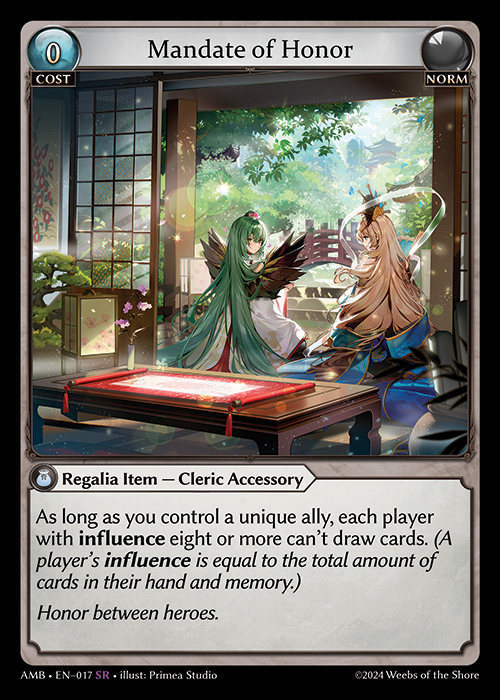 0
COST
Mandate of Honor
NORM
Regalia Item — Cleric Accessory
As long as you control a unique ally, each player
with influence eight or more can't draw cards. (A
player's influence is equal to the total amount of
cards in their hand and memory.)
Honor between heroes.
AMB • EN–017 SR • illust: Primea Studio
©2024 Weebs of the Shore